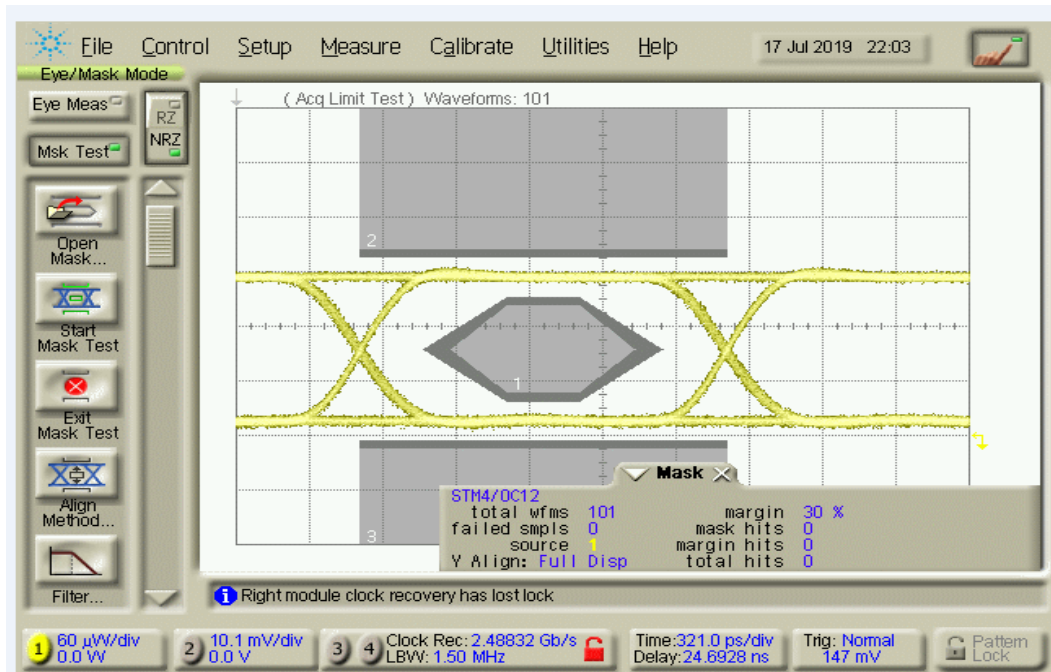 File Control Setup Measure Calibrate Utilities Help 17 Jul 2019 22:03
Eye/Mask Mode
Eye Meas
RZ
NRZ
Msk Test
Open
Mask...
Start
Mask Test
Exit
Mask Test
Align
Method...
Filter...
( Acq Limit Test ) Waveforms: 101
2
1
3
Mask
STM4/OC12
total wfms 101 margin 30 %
failed smpls 0 mask hits 0
source 1 margin hits 0
Y Align: Full Disp total hits 0
Right module clock recovery has lost lock
1 60 µW/div
0.0 W
2 10.1 mV/div
0.0 V
3
4 Clock Rec: 2.48832 Gb/s
LBW: 1.50 MHz
Time:321.0 ps/div
Delay:24.6928 ns
Trig: Normal
147 mV
Pattern
Lock